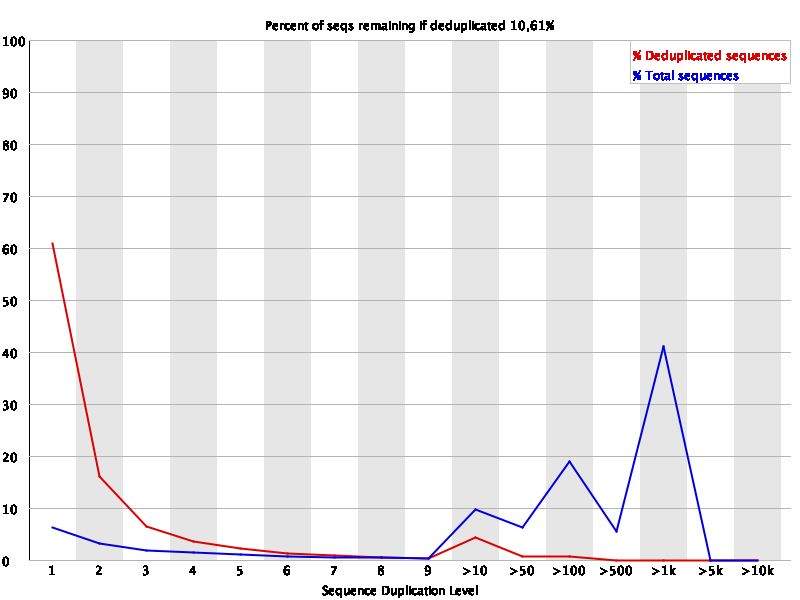 Percent of seqs remaining if deduplicated 10,61%
% Deduplicated sequences
% Total sequences
100
90
80
70
60
50
40
30
20
10
0
1 2 3 4 5 6 7 8 9 >10 >50 >100 >500 >1k >5k >10k
Sequence Duplication Level